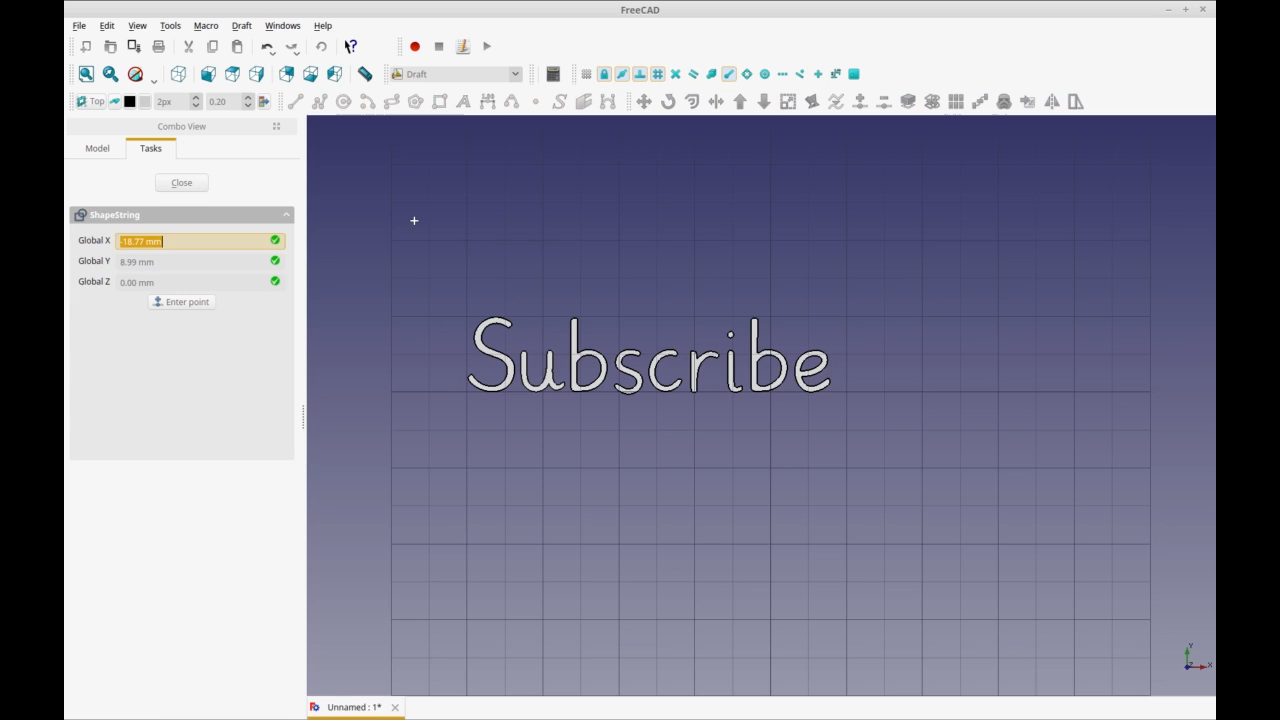 FreeCAD
File Edit View Tools Macro Draft Windows Help
Draft
Top 2px 0.20
Combo View
Model Tasks
Close
ShapeString
Global X -18.77 mm
Global Y 8.99 mm
Global Z 0.00 mm
Enter point
Subscribe
Y
Z X
Unnamed : 1*